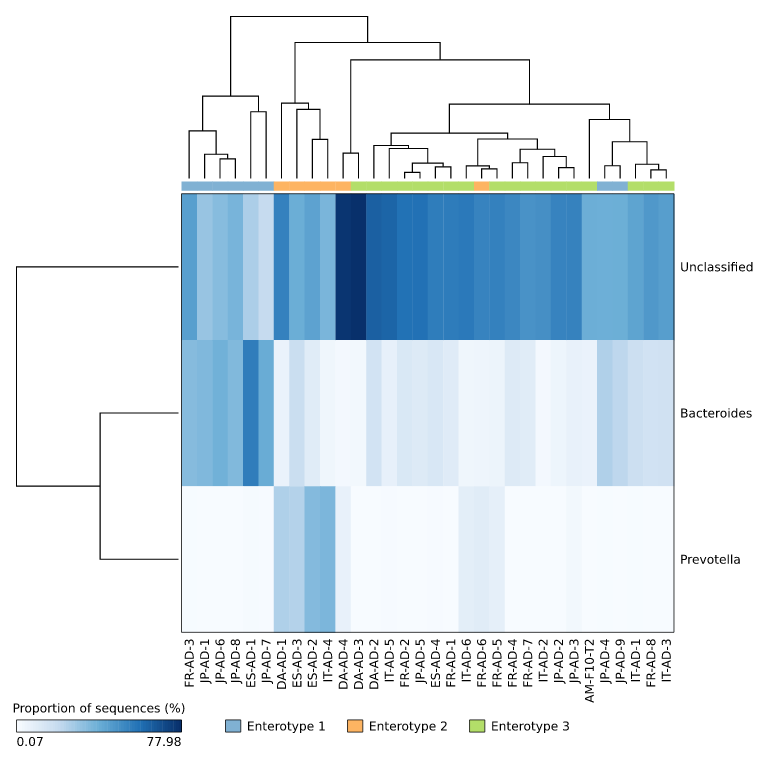 Unclassified
Bacteroides
Prevotella
FR-AD-3
JP-AD-1
JP-AD-6
JP-AD-8
ES-AD-1
JP-AD-7
DA-AD-1
ES-AD-3
ES-AD-2
IT-AD-4
DA-AD-4
DA-AD-3
DA-AD-2
IT-AD-5
FR-AD-2
JP-AD-5
ES-AD-4
FR-AD-1
IT-AD-6
FR-AD-6
FR-AD-5
FR-AD-4
FR-AD-7
IT-AD-2
JP-AD-2
JP-AD-3
AM-F10-T2
JP-AD-4
JP-AD-9
IT-AD-1
FR-AD-8
IT-AD-3
Proportion of sequences (%)
0.07 77.98
Enterotype 1 Enterotype 2 Enterotype 3